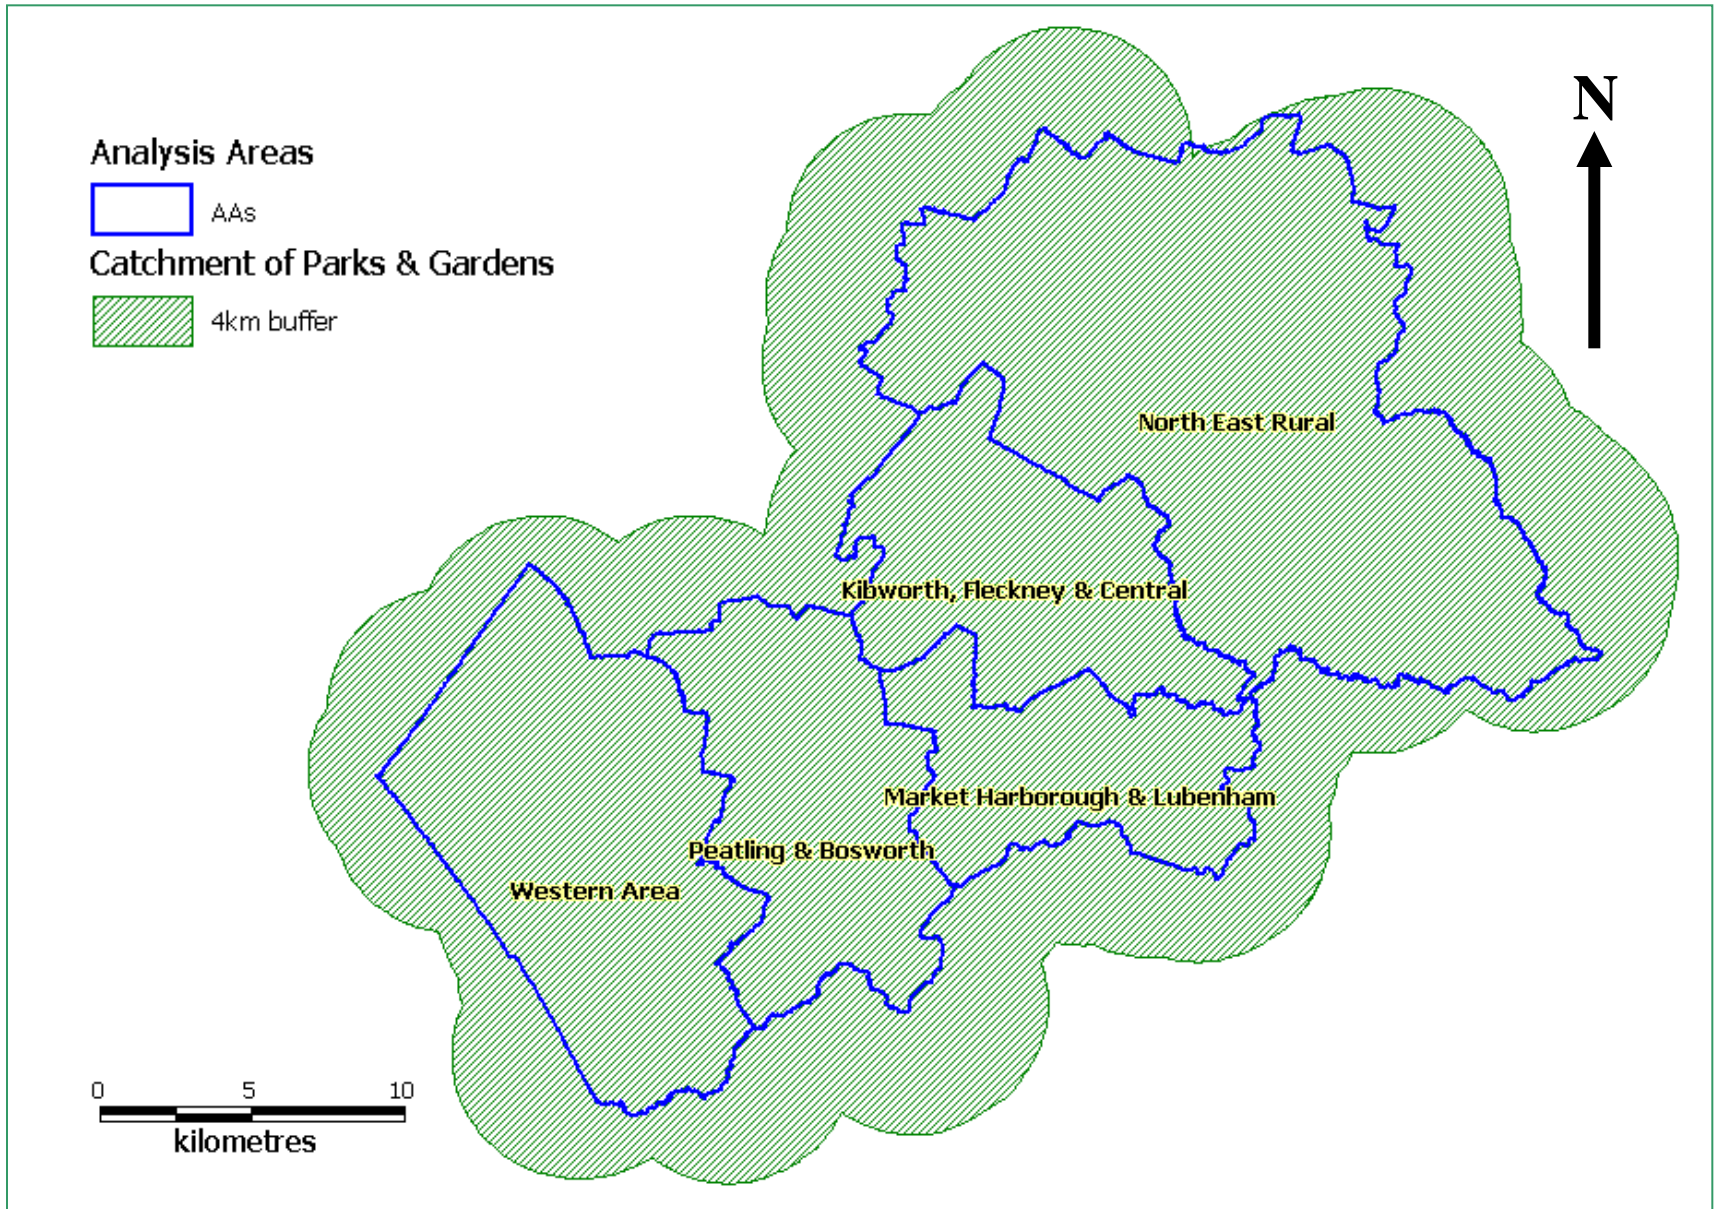 N
Analysis Areas
AAs
Catchment of Parks & Gardens
4km buffer
North East Rural
Kibworth, Fleckney & Central
Market Harborough & Lubenham
Peatling & Bosworth
Western Area
0 5 10
kilometres